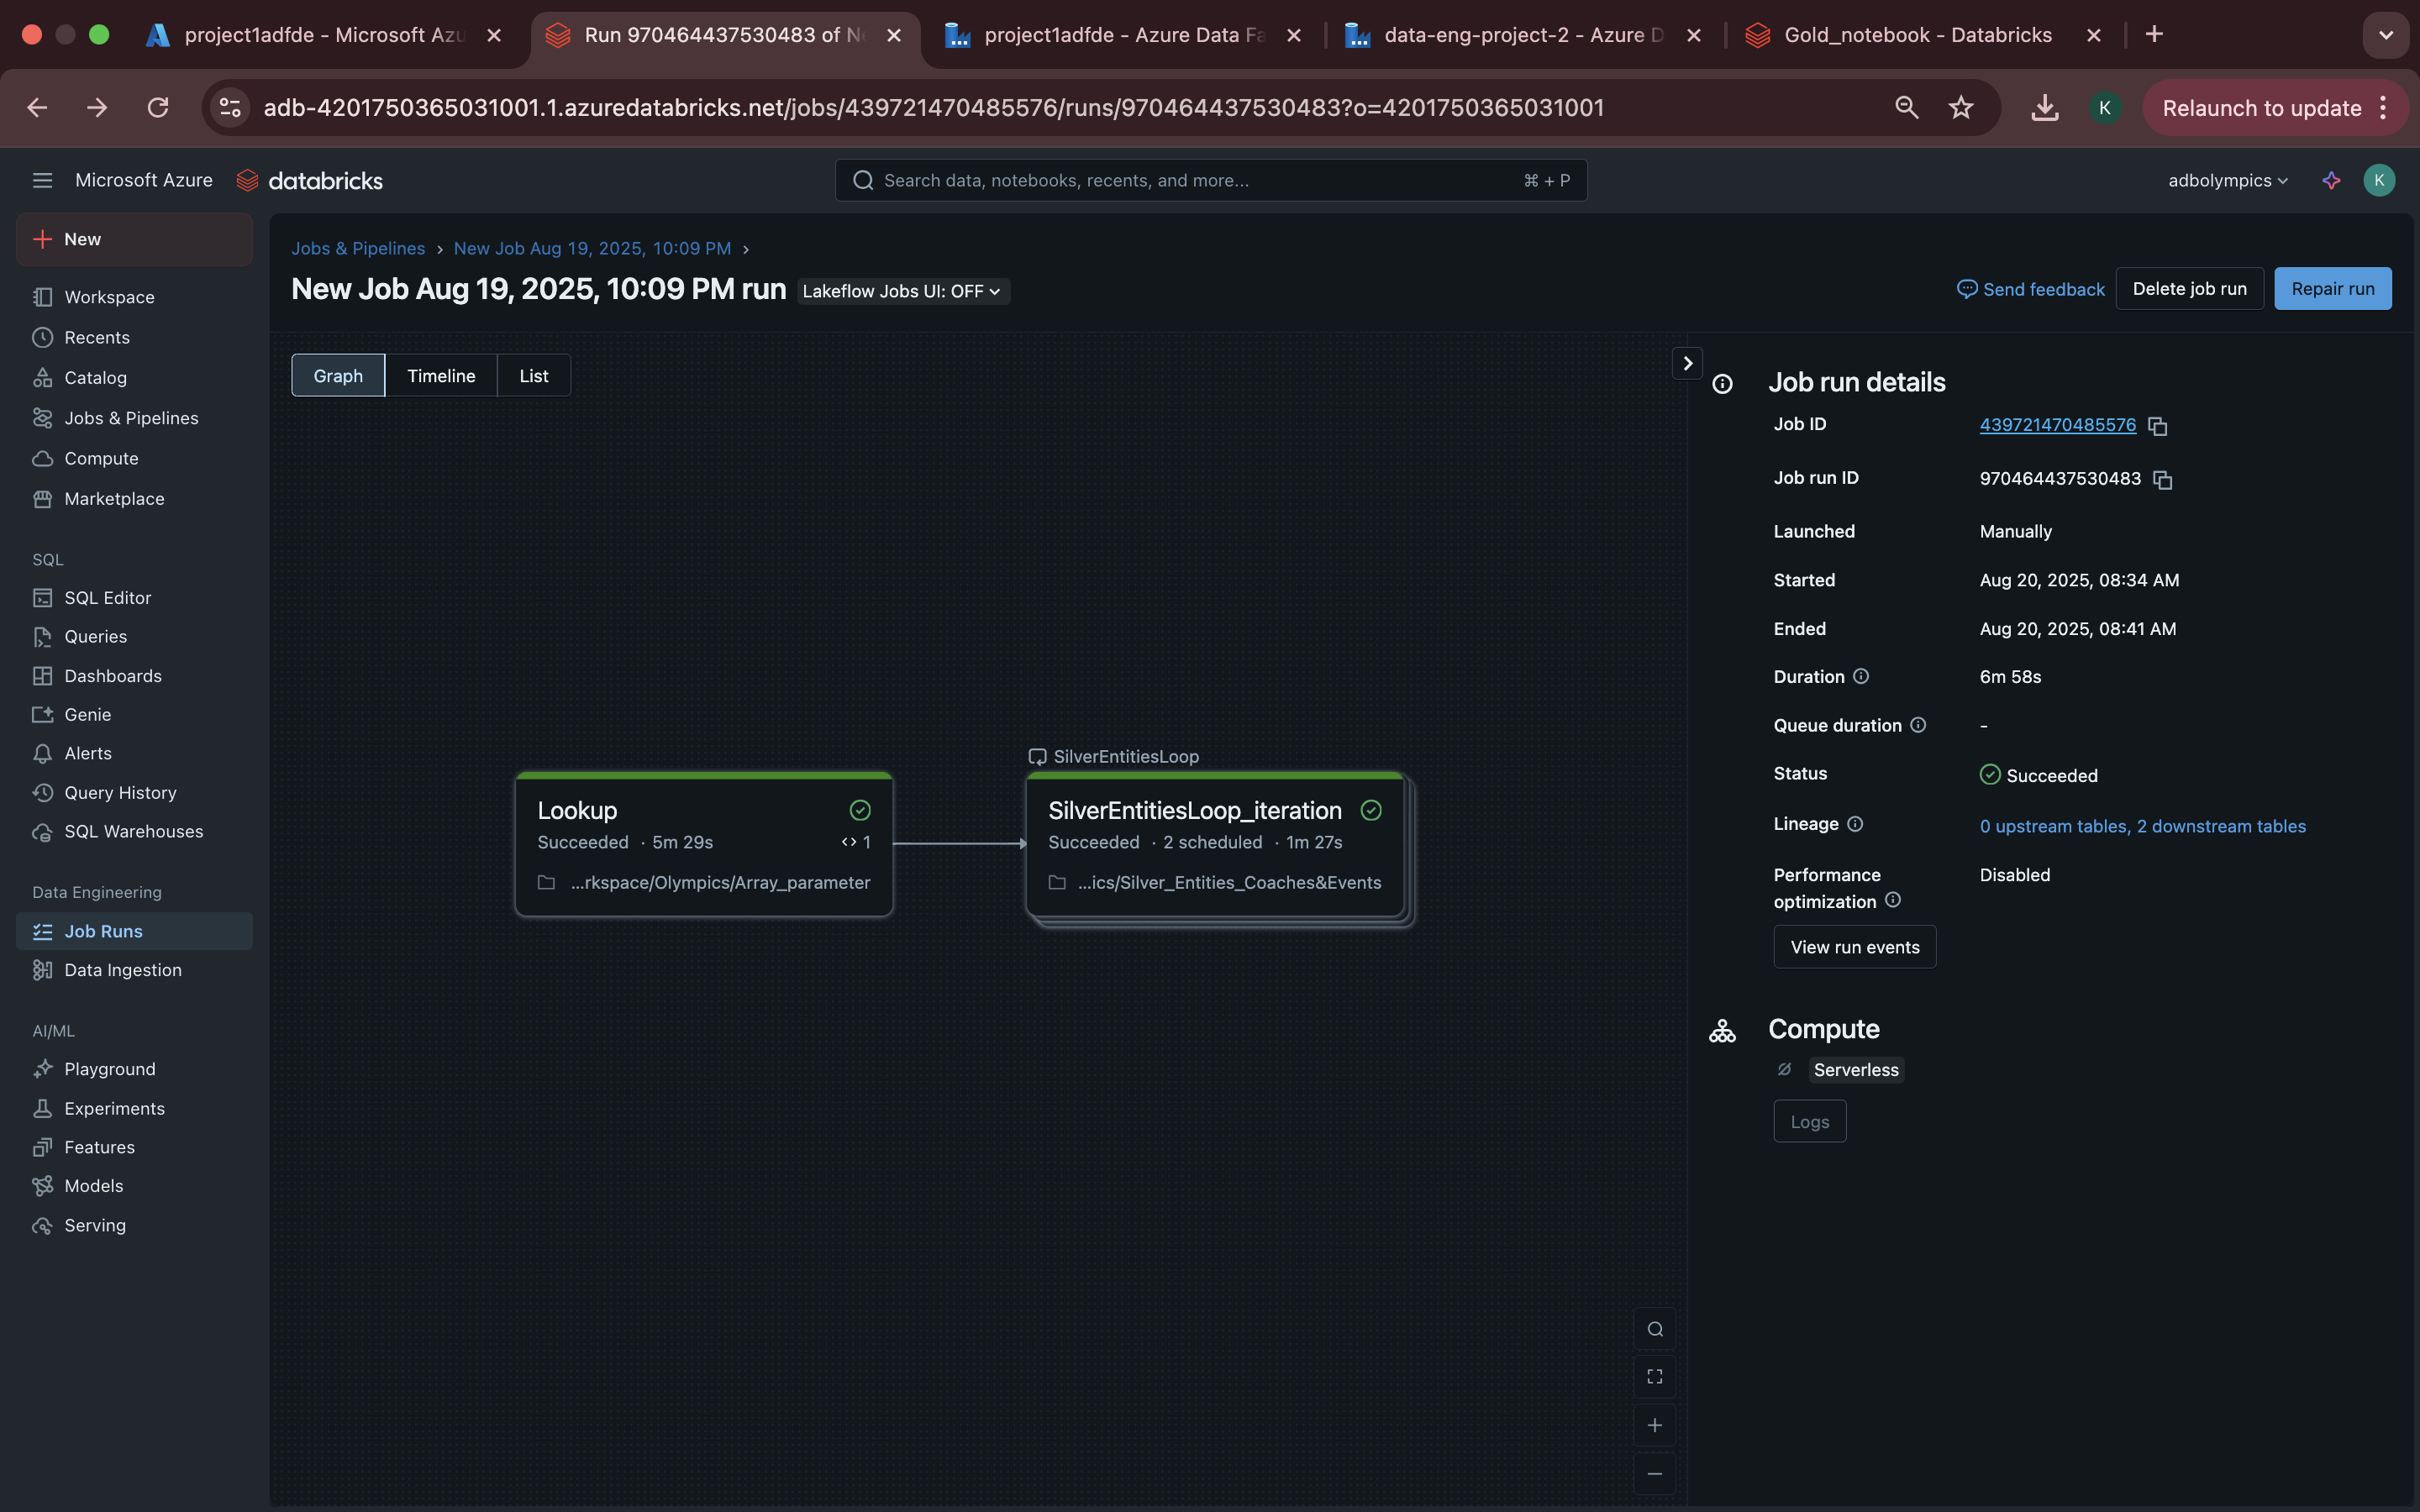 project1adfde - Microsoft Azu
Run 970464437530483 of N
project1adfde - Azure Data Fa
data-eng-project-2 - Azure D
Gold_notebook - Databricks
adb-4201750365031001.1.azuredatabricks.net/jobs/439721470485576/runs/970464437530483?o=4201750365031001
K
Relaunch to update
Microsoft Azure
databricks
Search data, notebooks, recents, and more...
⌘ + P
adbolympics
K
New
Workspace
Recents
Catalog
Jobs & Pipelines
Compute
Marketplace
SQL
SQL Editor
Queries
Dashboards
Genie
Alerts
Query History
SQL Warehouses
Data Engineering
Job Runs
Data Ingestion
AI/ML
Playground
Experiments
Features
Models
Serving
Jobs & Pipelines › New Job Aug 19, 2025, 10:09 PM ›
New Job Aug 19, 2025, 10:09 PM run
Lakeflow Jobs UI: OFF
Send feedback
Delete job run
Repair run
Graph
Timeline
List
Lookup
Succeeded · 5m 29s
1
...rkspace/Olympics/Array_parameter
SilverEntitiesLoop
SilverEntitiesLoop_iteration
Succeeded · 2 scheduled · 1m 27s
...ics/Silver_Entities_Coaches&Events
Job run details
Job ID 439721470485576
Job run ID 970464437530483
Launched Manually
Started Aug 20, 2025, 08:34 AM
Ended Aug 20, 2025, 08:41 AM
Duration 6m 58s
Queue duration -
Status Succeeded
Lineage 0 upstream tables, 2 downstream tables
Performance
optimization
Disabled
View run events
Compute
Serverless
Logs